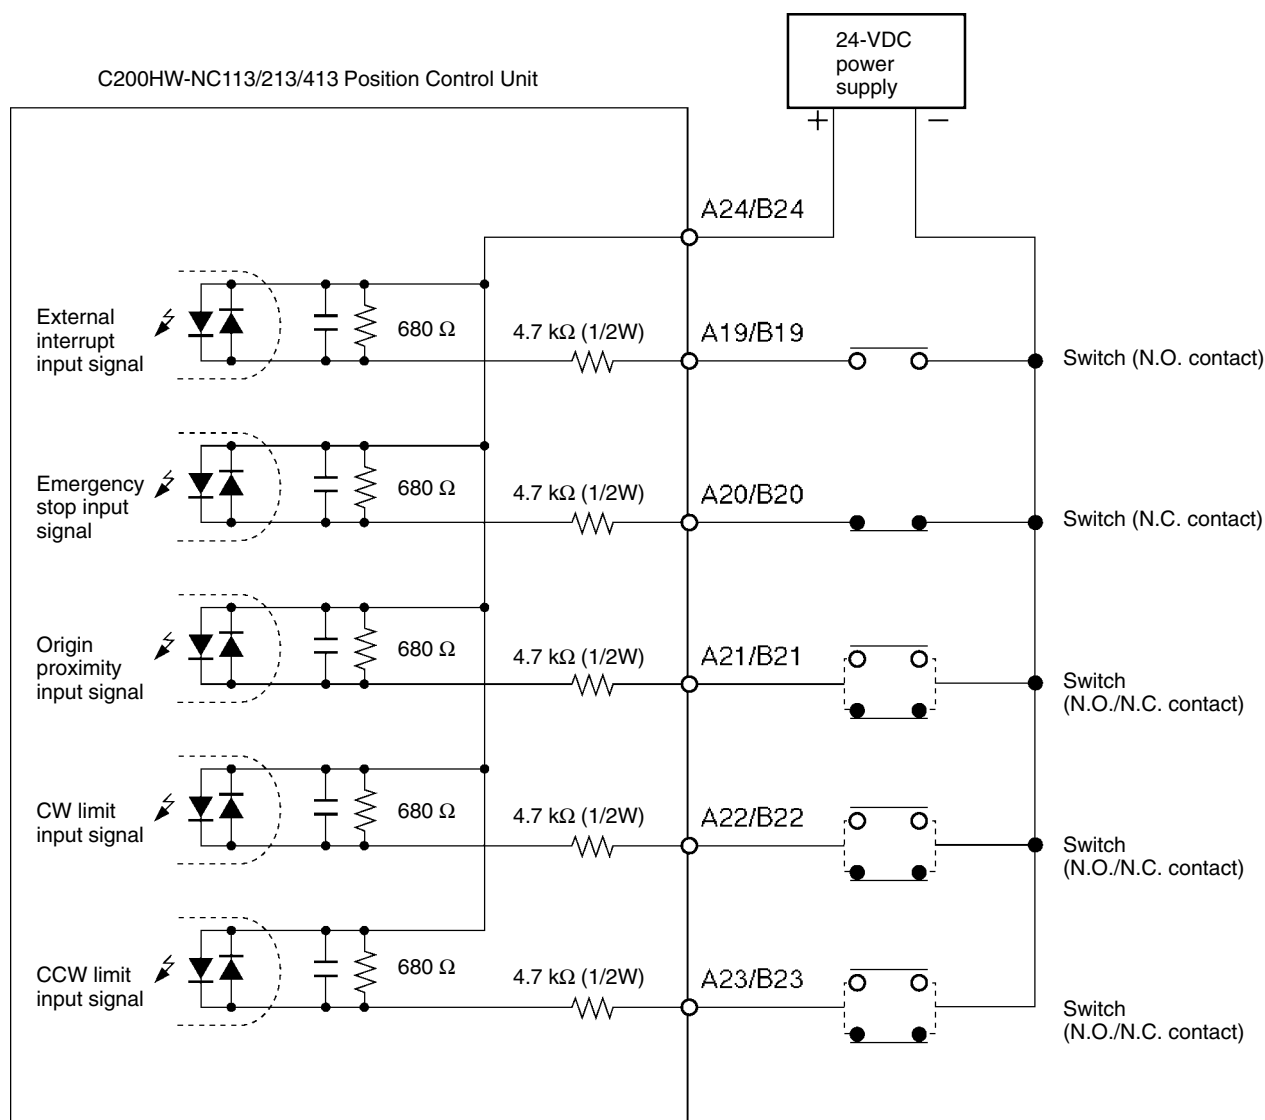 24-VDC
power
supply
C200HW-NC113/213/413 Position Control Unit
+
−
A24/B24
External
interrupt
input signal
680 Ω
4.7 kΩ (1/2W)
A19/B19
Switch (N.O. contact)
Emergency
stop input
signal
680 Ω
4.7 kΩ (1/2W)
A20/B20
Switch (N.C. contact)
Origin
proximity
input signal
680 Ω
4.7 kΩ (1/2W)
A21/B21
Switch
(N.O./N.C. contact)
CW limit
input signal
680 Ω
4.7 kΩ (1/2W)
A22/B22
Switch
(N.O./N.C. contact)
CCW limit
input signal
680 Ω
4.7 kΩ (1/2W)
A23/B23
Switch
(N.O./N.C. contact)